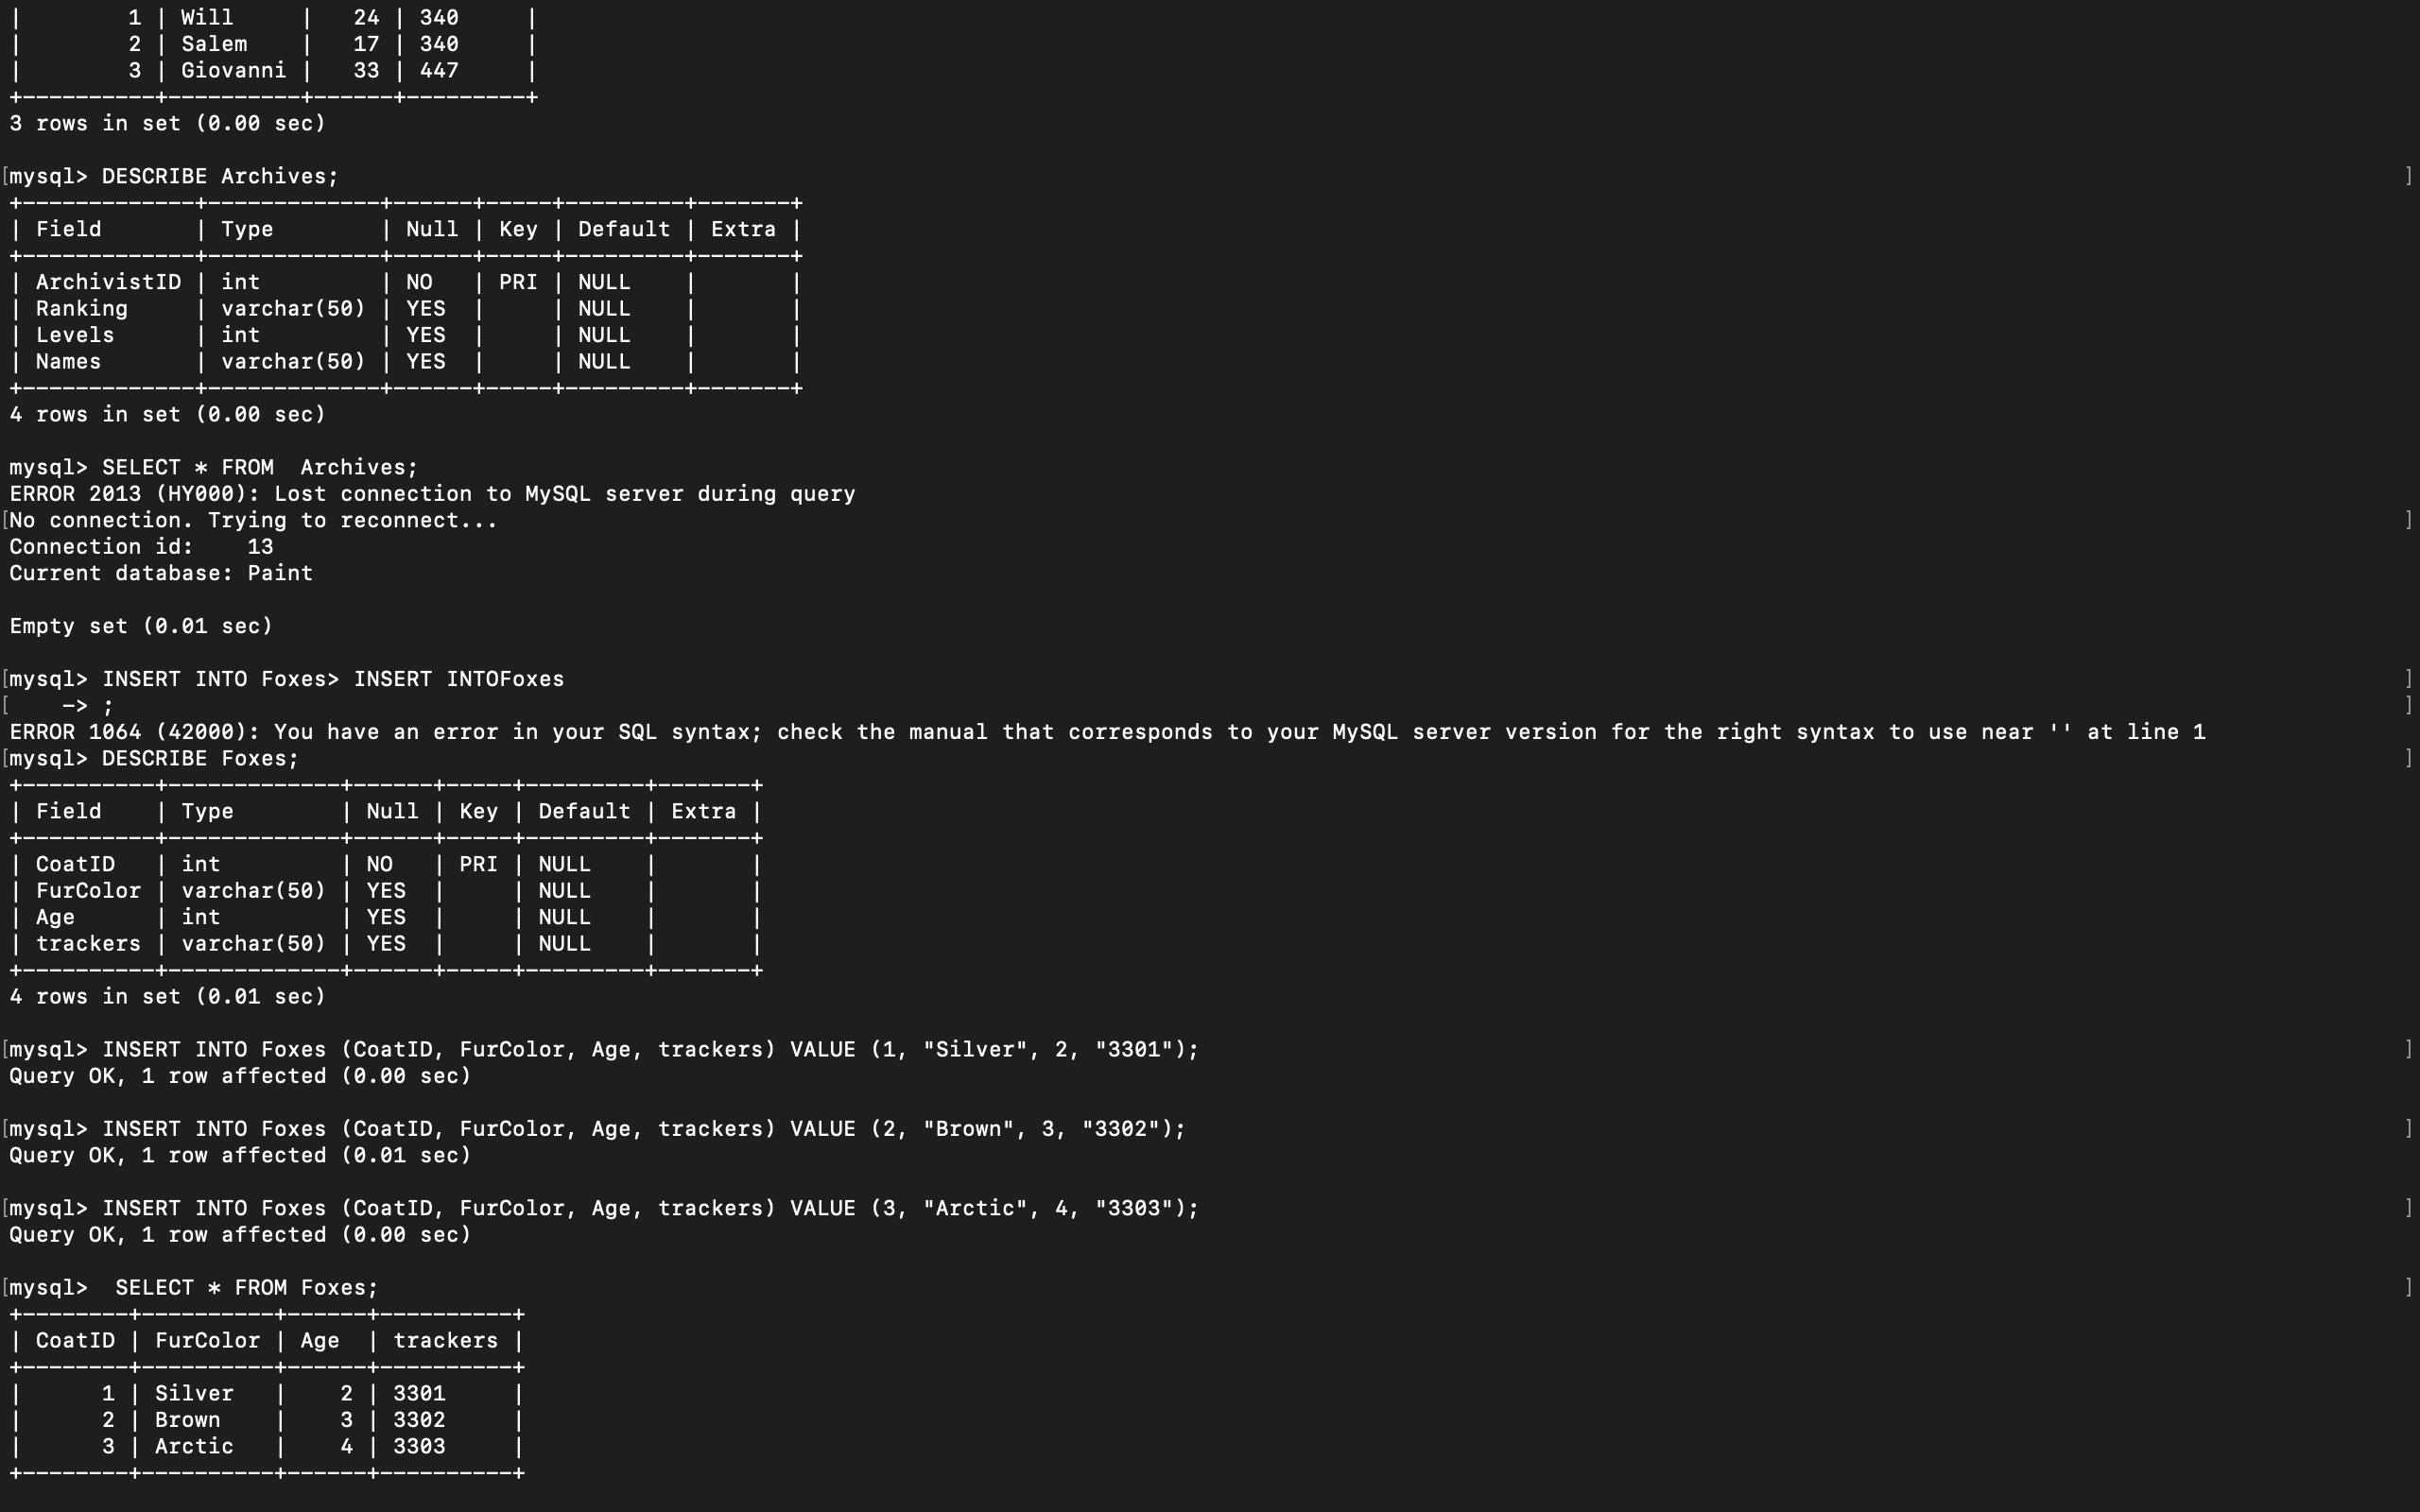 |        1 | Will     |   24 | 340     |
|        2 | Salem    |   17 | 340     |
|        3 | Giovanni |   33 | 447     |
+----------+----------+------+---------+
3 rows in set (0.00 sec)
[mysql> DESCRIBE Archives; ]
+-------------+-------------+------+-----+---------+-------+
| Field       | Type        | Null | Key | Default | Extra |
+-------------+-------------+------+-----+---------+-------+
| ArchivistID | int         | NO   | PRI | NULL    |       |
| Ranking     | varchar(50) | YES  |     | NULL    |       |
| Levels      | int         | YES  |     | NULL    |       |
| Names       | varchar(50) | YES  |     | NULL    |       |
+-------------+-------------+------+-----+---------+-------+
4 rows in set (0.00 sec)
mysql> SELECT * FROM  Archives;
ERROR 2013 (HY000): Lost connection to MySQL server during query
[No connection. Trying to reconnect... ]
Connection id:    13
Current database: Paint
Empty set (0.01 sec)
[mysql> INSERT INTO Foxes> INSERT INTOFoxes ]
[    -> ; ]
ERROR 1064 (42000): You have an error in your SQL syntax; check the manual that corresponds to your MySQL server version for the right syntax to use near '' at line 1
[mysql> DESCRIBE Foxes; ]
+----------+-------------+------+-----+---------+-------+
| Field    | Type        | Null | Key | Default | Extra |
+----------+-------------+------+-----+---------+-------+
| CoatID   | int         | NO   | PRI | NULL    |       |
| FurColor | varchar(50) | YES  |     | NULL    |       |
| Age      | int         | YES  |     | NULL    |       |
| trackers | varchar(50) | YES  |     | NULL    |       |
+----------+-------------+------+-----+---------+-------+
4 rows in set (0.01 sec)
[mysql> INSERT INTO Foxes (CoatID, FurColor, Age, trackers) VALUE (1, "Silver", 2, "3301"); ]
Query OK, 1 row affected (0.00 sec)
[mysql> INSERT INTO Foxes (CoatID, FurColor, Age, trackers) VALUE (2, "Brown", 3, "3302"); ]
Query OK, 1 row affected (0.01 sec)
[mysql> INSERT INTO Foxes (CoatID, FurColor, Age, trackers) VALUE (3, "Arctic", 4, "3303"); ]
Query OK, 1 row affected (0.00 sec)
[mysql>  SELECT * FROM Foxes; ]
+--------+----------+------+----------+
| CoatID | FurColor | Age  | trackers |
+--------+----------+------+----------+
|      1 | Silver   |    2 | 3301     |
|      2 | Brown    |    3 | 3302     |
|      3 | Arctic   |    4 | 3303     |
+--------+----------+------+----------+